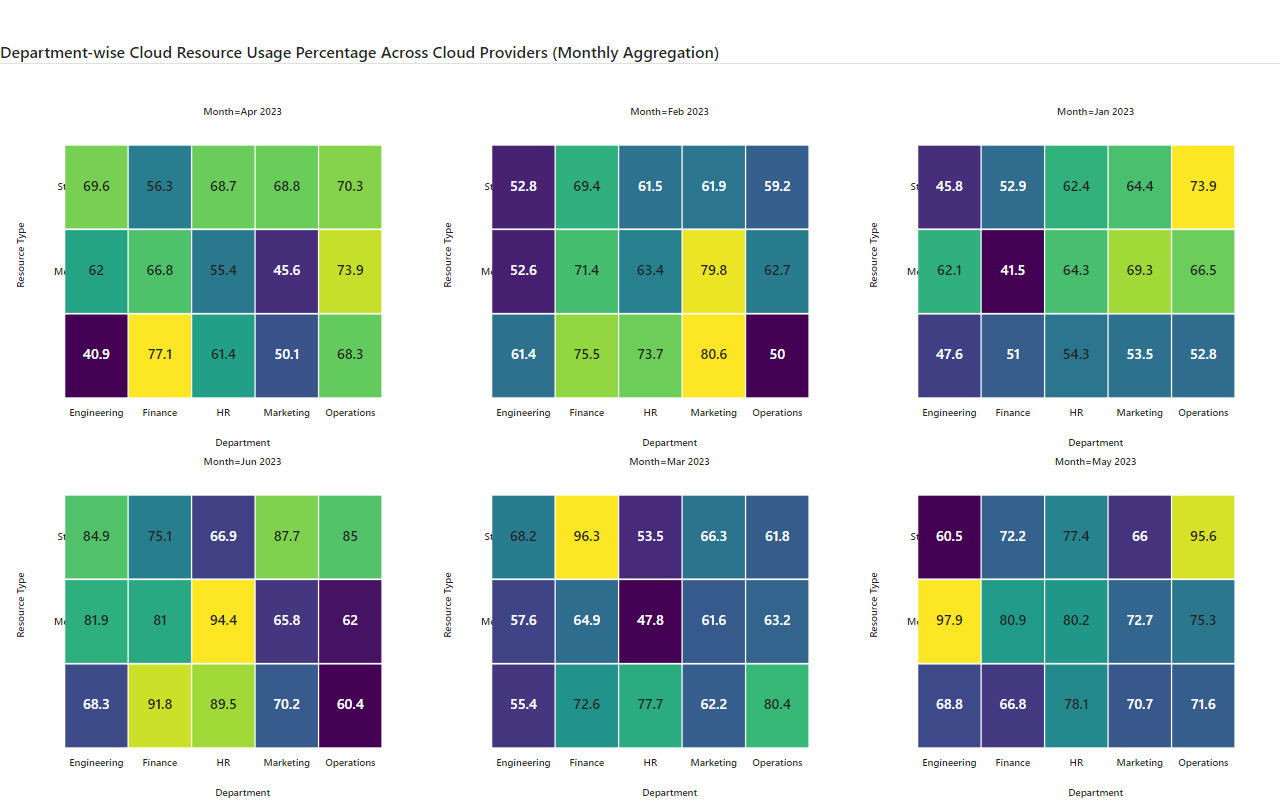 Department-wise Cloud Resource Usage Percentage Across Cloud Providers (Monthly Aggregation)
Month=Apr 2023
Month=Feb 2023
Month=Jan 2023
Resource Type
St 69.6 56.3 68.7 68.8 70.3
Me 62 66.8 55.4 45.6 73.9
40.9 77.1 61.4 50.1 68.3
Engineering Finance HR Marketing Operations
Department
Resource Type
St 52.8 69.4 61.5 61.9 59.2
Me 52.6 71.4 63.4 79.8 62.7
61.4 75.5 73.7 80.6 50
Engineering Finance HR Marketing Operations
Department
Resource Type
St 45.8 52.9 62.4 64.4 73.9
Me 62.1 41.5 64.3 69.3 66.5
47.6 51 54.3 53.5 52.8
Engineering Finance HR Marketing Operations
Department
Month=Jun 2023
Month=Mar 2023
Month=May 2023
Resource Type
St 84.9 75.1 66.9 87.7 85
Me 81.9 81 94.4 65.8 62
68.3 91.8 89.5 70.2 60.4
Engineering Finance HR Marketing Operations
Department
Resource Type
St 68.2 96.3 53.5 66.3 61.8
Me 57.6 64.9 47.8 61.6 63.2
55.4 72.6 77.7 62.2 80.4
Engineering Finance HR Marketing Operations
Department
Resource Type
St 60.5 72.2 77.4 66 95.6
Me 97.9 80.9 80.2 72.7 75.3
68.8 66.8 78.1 70.7 71.6
Engineering Finance HR Marketing Operations
Department